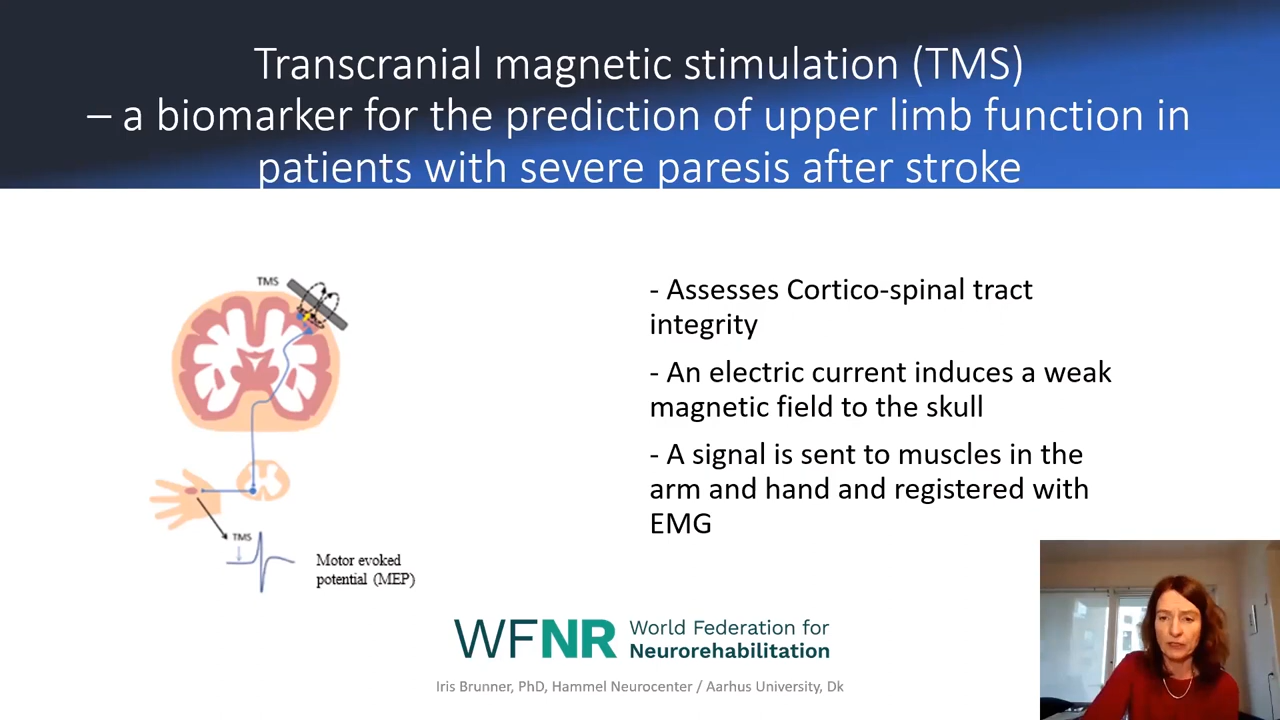 Transcranial magnetic stimulation (TMS)
– a biomarker for the prediction of upper limb function in
patients with severe paresis after stroke
TMS
- Assesses Cortico-spinal tract
integrity
- An electric current induces a weak
magnetic field to the skull
- A signal is sent to muscles in the
arm and hand and registered with
EMG
TMS
Motor evoked
potential (MEP)
WFNR
World Federation for
Neurorehabilitation
Iris Brunner, PhD, Hammel Neurocenter / Aarhus University, Dk